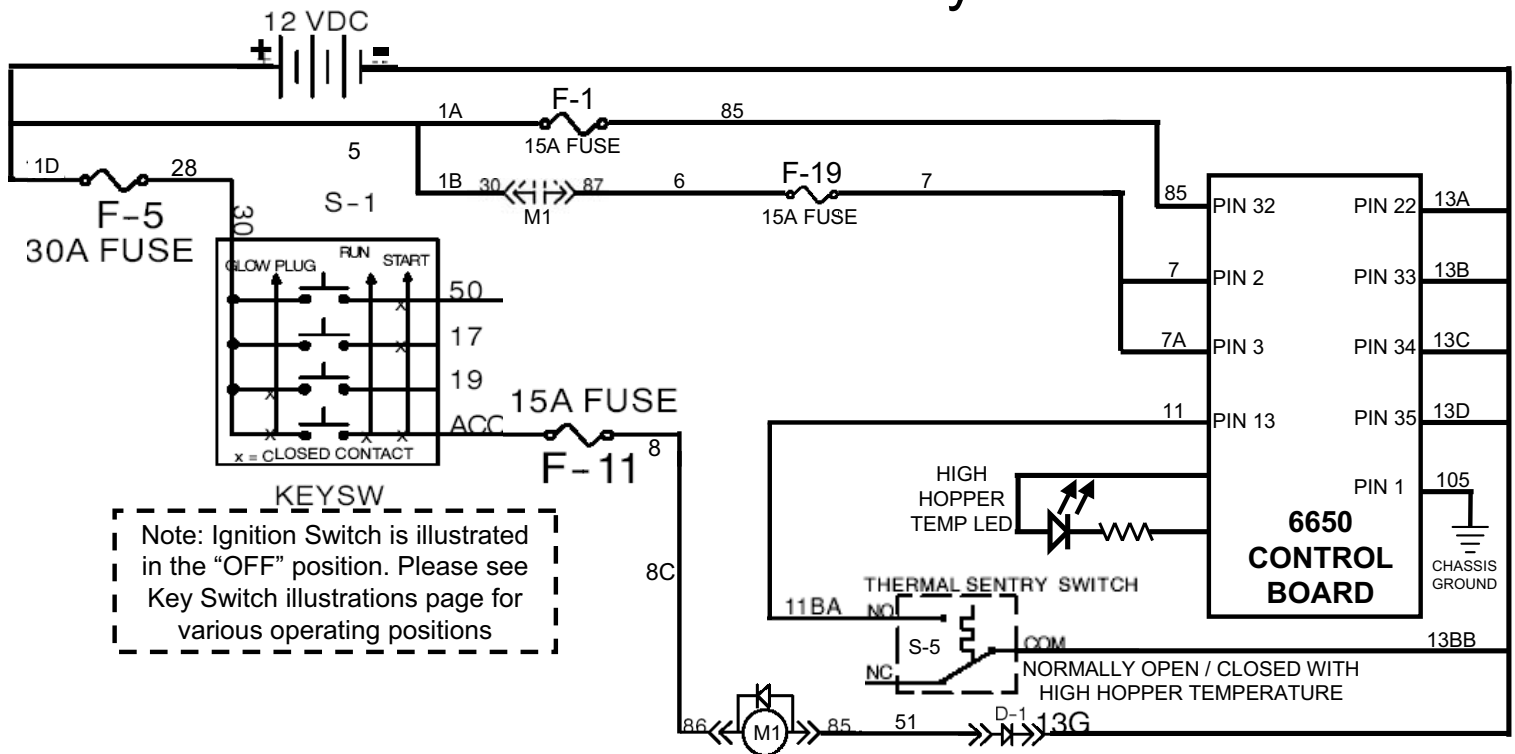 12 VDC
+ -
1A
F-1
85
15A FUSE
5
1D
28
1B
30
87
M1
6
F-19
7
15A FUSE
F-5
30A FUSE
30
S-1
GLOW PLUG
RUN
START
50
17
19
ACC
x = CLOSED CONTACT
KEYSW
15A FUSE
F-11
8
8C
Note: Ignition Switch is illustrated
in the “OFF” position. Please see
Key Switch illustrations page for
various operating positions
85
PIN 32
PIN 22
13A
7
PIN 2
PIN 33
13B
7A
PIN 3
PIN 34
13C
11
PIN 13
PIN 35
13D
PIN 1
105
CHASSIS
GROUND
6650
CONTROL
BOARD
HIGH
HOPPER
TEMP LED
THERMAL SENTRY SWITCH
11BA
NO
S-5
COM
13BB
NC
NORMALLY OPEN / CLOSED WITH
HIGH HOPPER TEMPERATURE
86
M1
85
51
D-1
13G